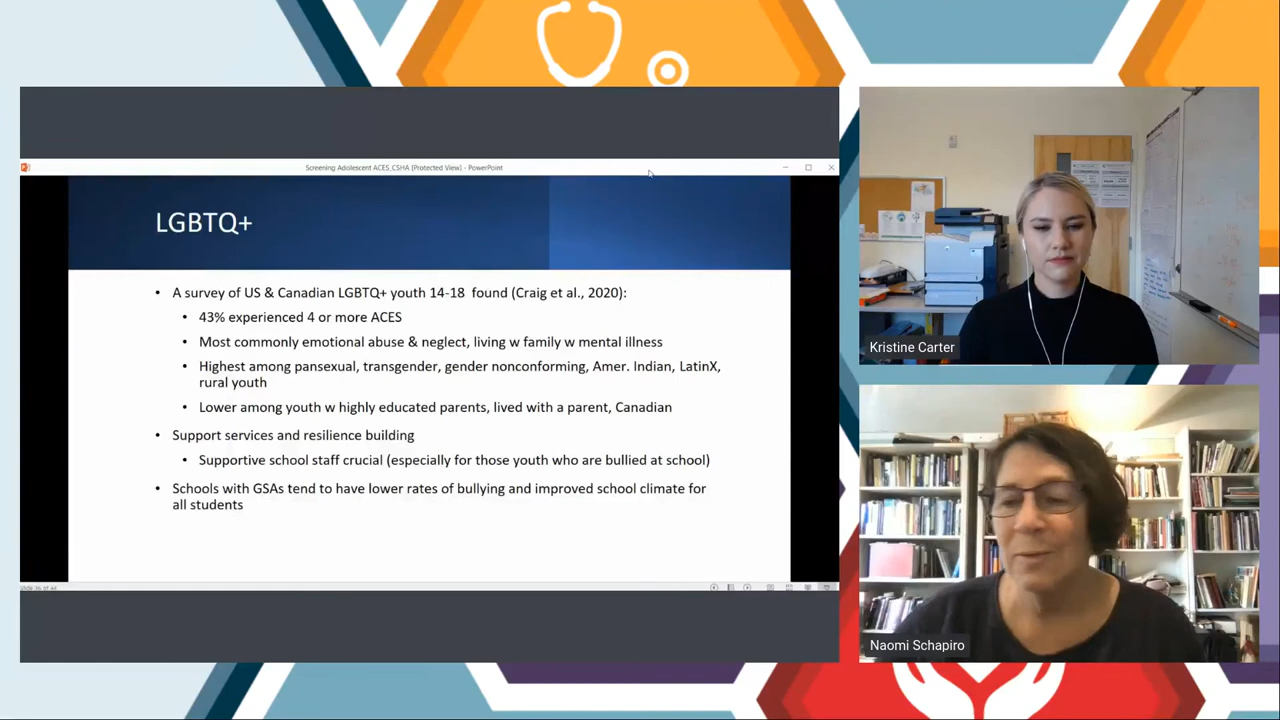 Screening Adolescent ACES_CSHA [Protected View] - PowerPoint
LGBTQ+
• A survey of US & Canadian LGBTQ+ youth 14-18 found (Craig et al., 2020):
• 43% experienced 4 or more ACES
• Most commonly emotional abuse & neglect, living w family w mental illness
• Highest among pansexual, transgender, gender nonconforming, Amer. Indian, LatinX,
rural youth
• Lower among youth w highly educated parents, lived with a parent, Canadian
• Support services and resilience building
• Supportive school staff crucial (especially for those youth who are bullied at school)
• Schools with GSAs tend to have lower rates of bullying and improved school climate for
all students
Kristine Carter
Naomi Schapiro